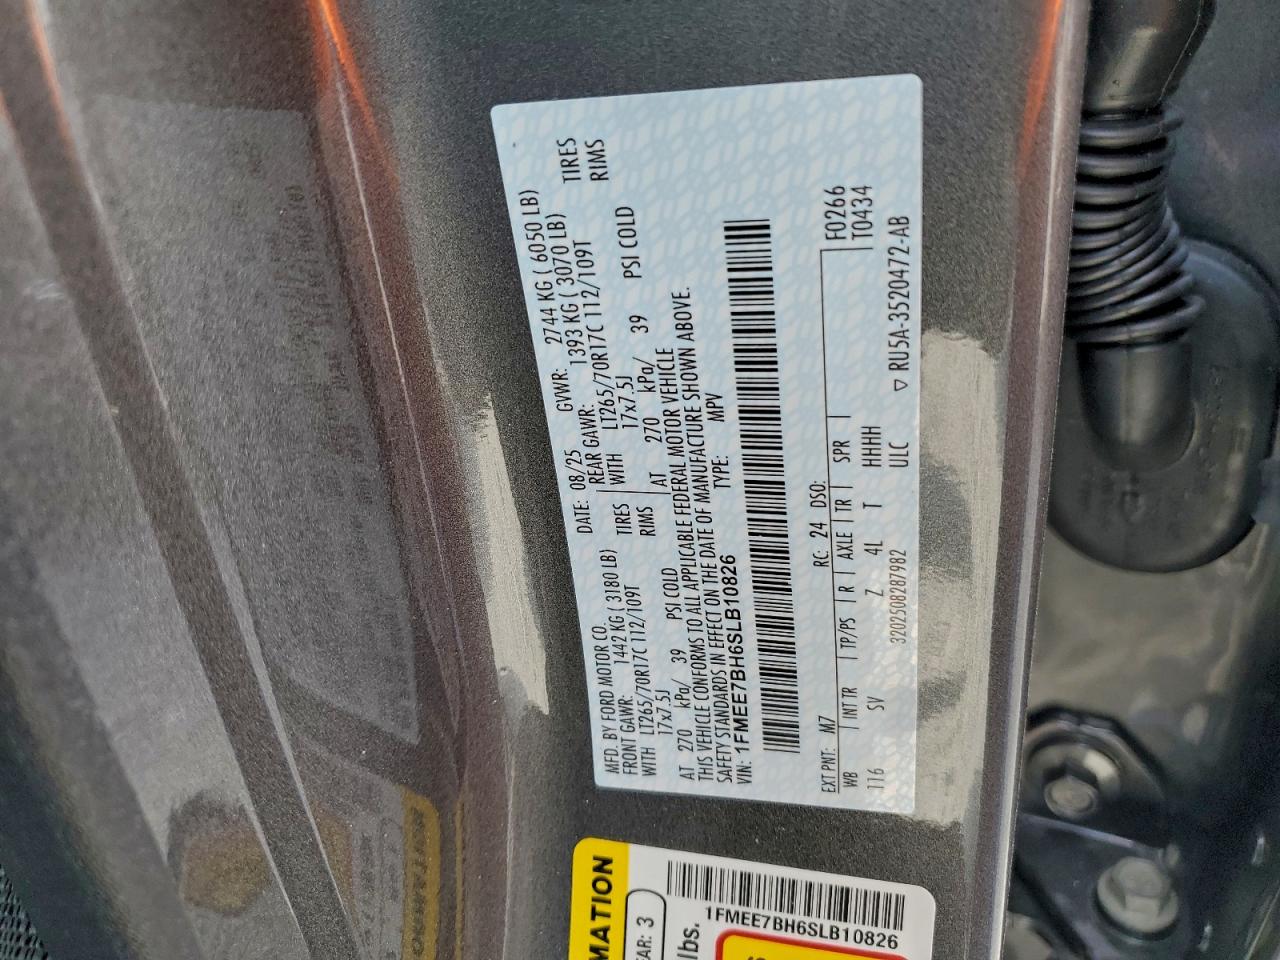 MFD. BY FORD MOTOR CO.
DATE: 08/25 GVWR: 2744 KG ( 6050 LB)
FRONT GAWR: 1442 KG ( 3180 LB)
REAR GAWR: 1393 KG ( 3070 LB)
WITH LT265/70R17C 112/109T TIRES
WITH LT265/70R17C 112/109T TIRES
17x7.5J RIMS
17x7.5J RIMS
AT 270 kPa/ 39 PSI COLD
AT 270 kPa/ 39 PSI COLD
THIS VEHICLE CONFORMS TO ALL APPLICABLE FEDERAL MOTOR VEHICLE
SAFETY STANDARDS IN EFFECT ON THE DATE OF MANUFACTURE SHOWN ABOVE.
VIN: 1FMEE7BH6SLB10826 TYPE: MPV
F0266
T0434
EXT PNT: M7 RC: 24 DSO:
WB INT TR TP/PS R AXLE TR SPR
116 SV Z 4L T HHHH
ULC
3202508287982
▽ RU5A-3520472-AB
MATION
EAR: 3
lbs.
1FMEE7BH6SLB10826